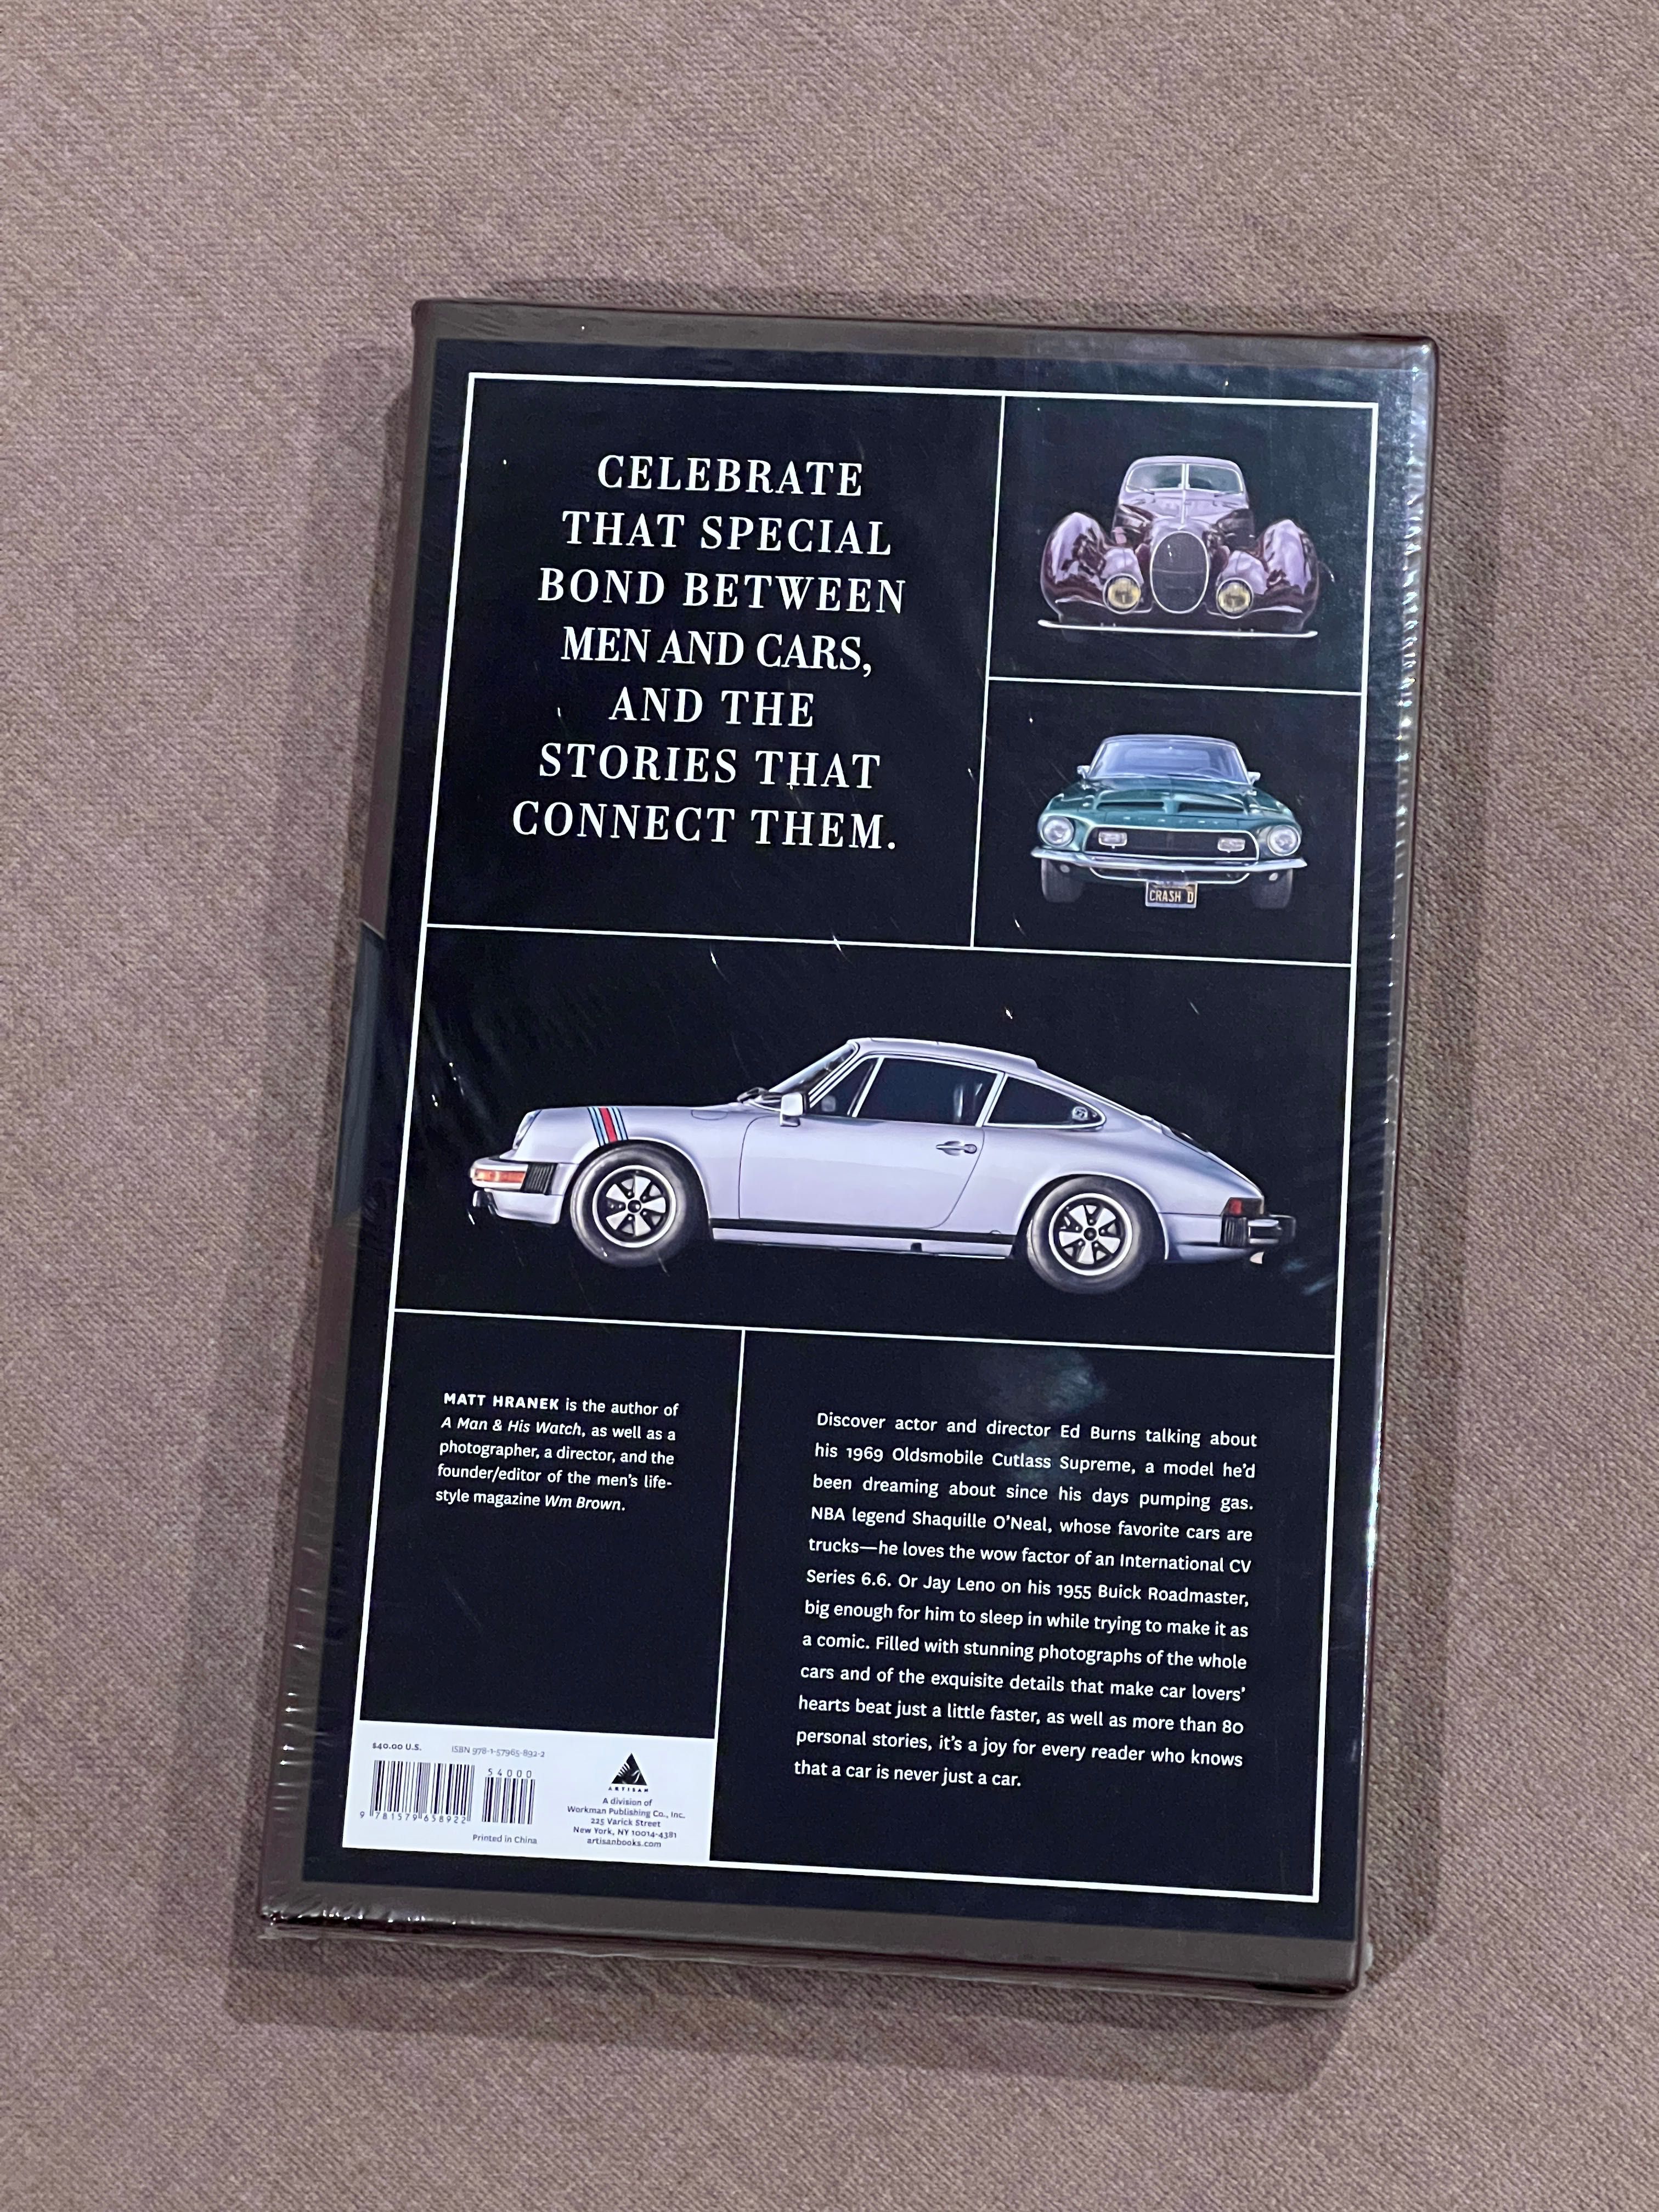 CELEBRATE
THAT SPECIAL
BOND BETWEEN
MEN AND CARS,
AND THE
STORIES THAT
CONNECT THEM.
CRASH D
MATT HRANEK is the author of
A Man & His Watch, as well as a
photographer, a director, and the
founder/editor of the men's life-
style magazine Wm Brown.
Discover actor and director Ed Burns talking about
his 1969 Oldsmobile Cutlass Supreme, a model he'd
been dreaming about since his days pumping gas.
NBA legend Shaquille O'Neal, whose favorite cars are
trucks—he loves the wow factor of an International CV
Series 6.6. Or Jay Leno on his 1955 Buick Roadmaster,
big enough for him to sleep in while trying to make it as
a comic. Filled with stunning photographs of the whole
cars and of the exquisite details that make car lovers'
hearts beat just a little faster, as well as more than 80
personal stories, it's a joy for every reader who knows
that a car is never just a car.
$40.00 U.S. ISBN 978-1-57965-892-2
54000
9 781579 658922
Printed in China
ARTISAN
A division of
Workman Publishing Co., Inc.
225 Varick Street
New York, NY 10014-4381
artisanbooks.com